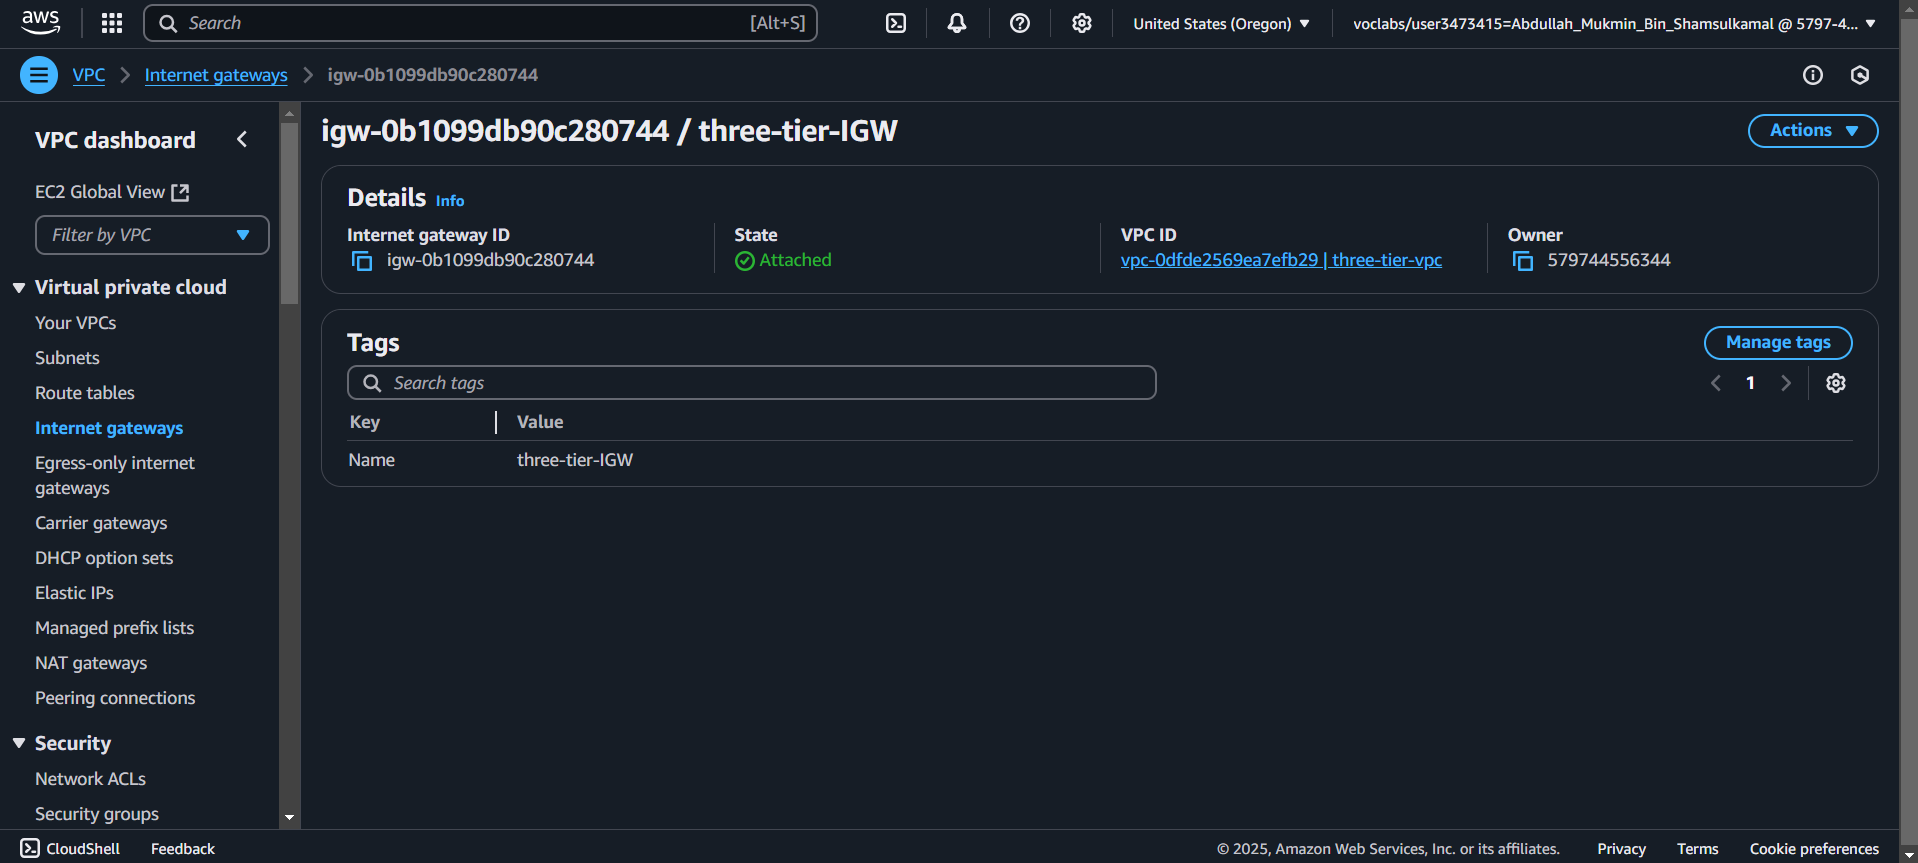 aws
Search [Alt+S]
United States (Oregon)
voclabs/user3473415=Abdullah_Mukmin_Bin_Shamsulkamal @ 5797-4...
VPC
Internet gateways
igw-0b1099db90c280744
VPC dashboard
EC2 Global View
Filter by VPC
Virtual private cloud
Your VPCs
Subnets
Route tables
Internet gateways
Egress-only internet
gateways
Carrier gateways
DHCP option sets
Elastic IPs
Managed prefix lists
NAT gateways
Peering connections
Security
Network ACLs
Security groups
igw-0b1099db90c280744 / three-tier-IGW
Actions
Details Info
Internet gateway ID
igw-0b1099db90c280744
State
Attached
VPC ID
vpc-0dfde2569ea7efb29 | three-tier-vpc
Owner
579744556344
Tags
Manage tags
Search tags
1
Key Value
Name three-tier-IGW
CloudShell
Feedback
© 2025, Amazon Web Services, Inc. or its affiliates.
Privacy
Terms
Cookie preferences